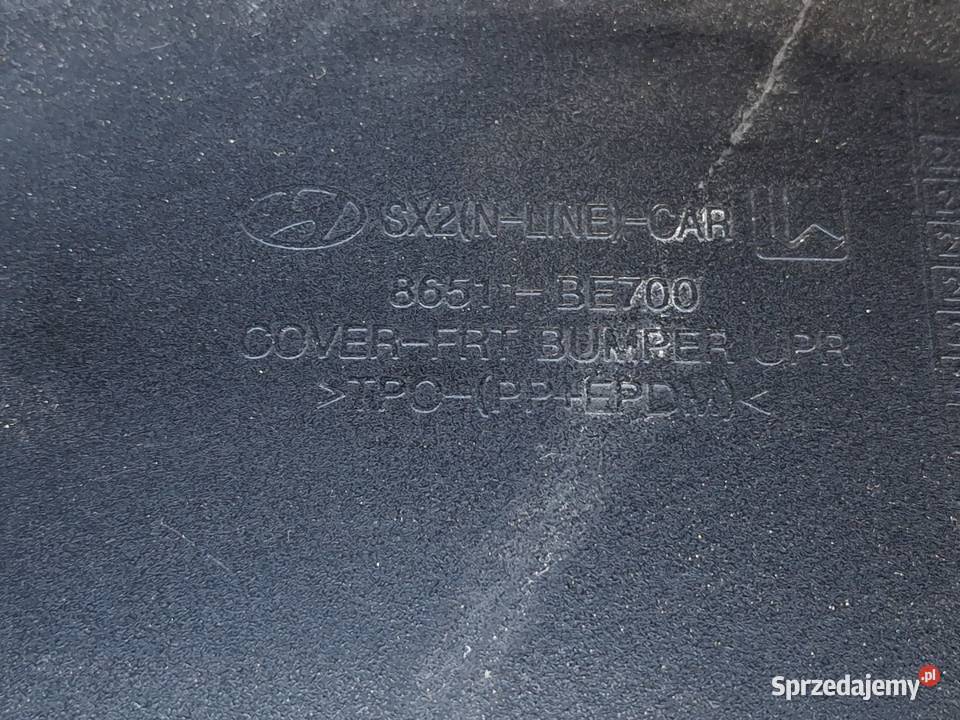 SX2(N-LINE)-CAR
86511-BE700
COVER-FRT BUMPER UPR
>TPO-(PP+EPDM)<
Sprzedajemy.pl